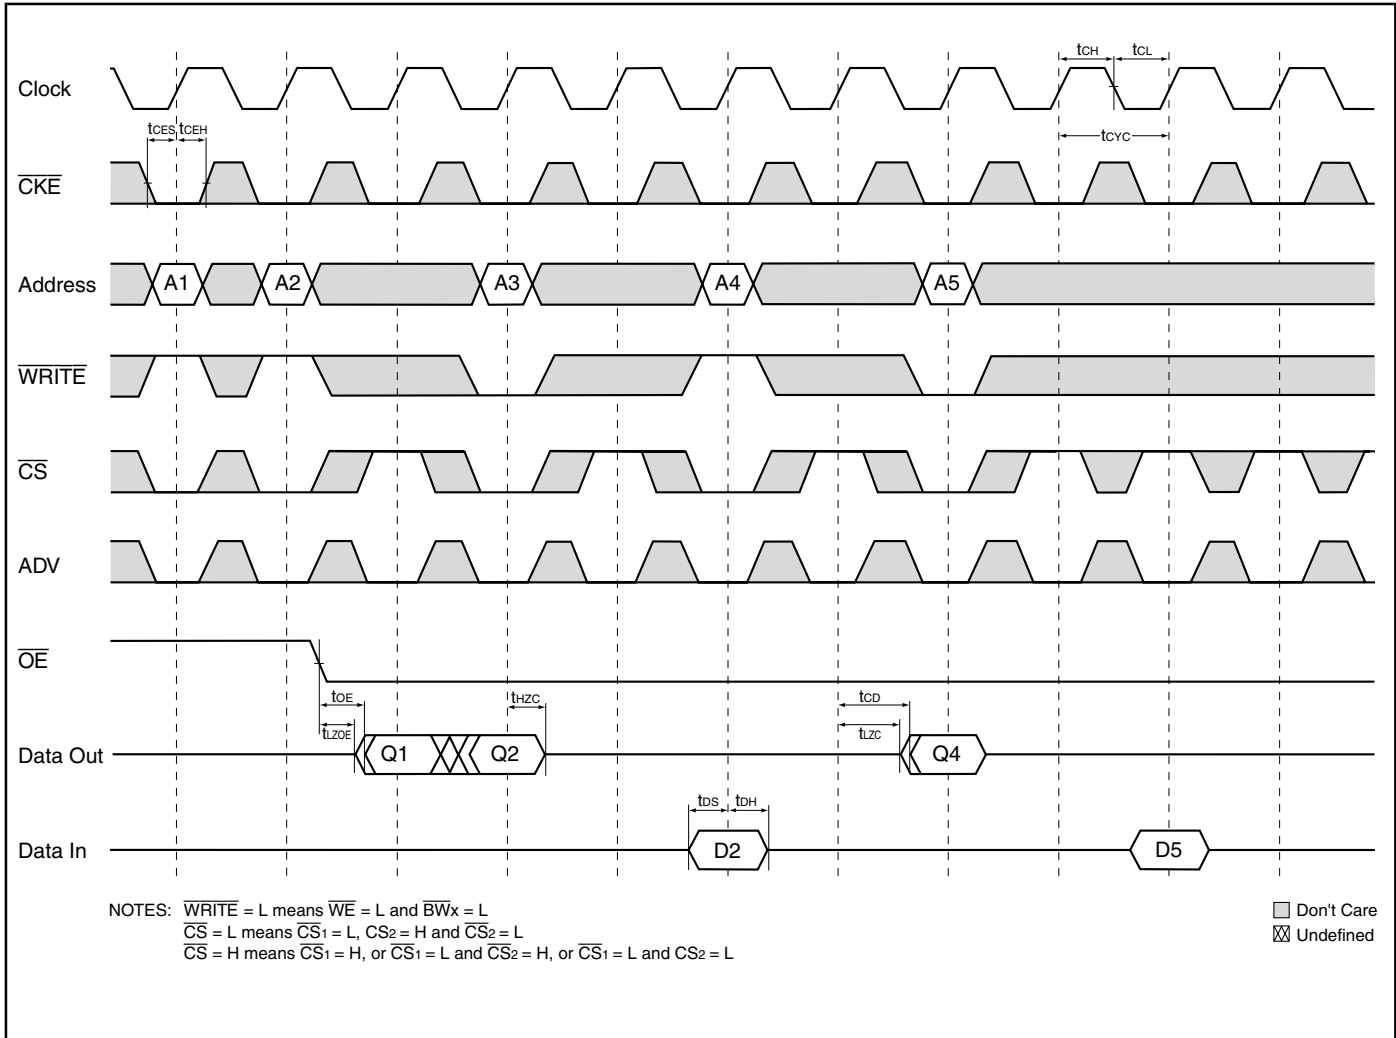 tCH tCL
Clock
tCES tCEH
tCYC
CKE
Address A1 A2 A3 A4 A5
WRITE
CS
ADV
OE
tOE tHZC tCD
tLZOE tLZC
Data Out Q1 Q2 Q4
tDS tDH
Data In D2 D5
NOTES: WRITE = L means WE = L and BWx = L
CS = L means CS1 = L, CS2 = H and CS2 = L
CS = H means CS1 = H, or CS1 = L and CS2 = H, or CS1 = L and CS2 = L
Don't Care
Undefined